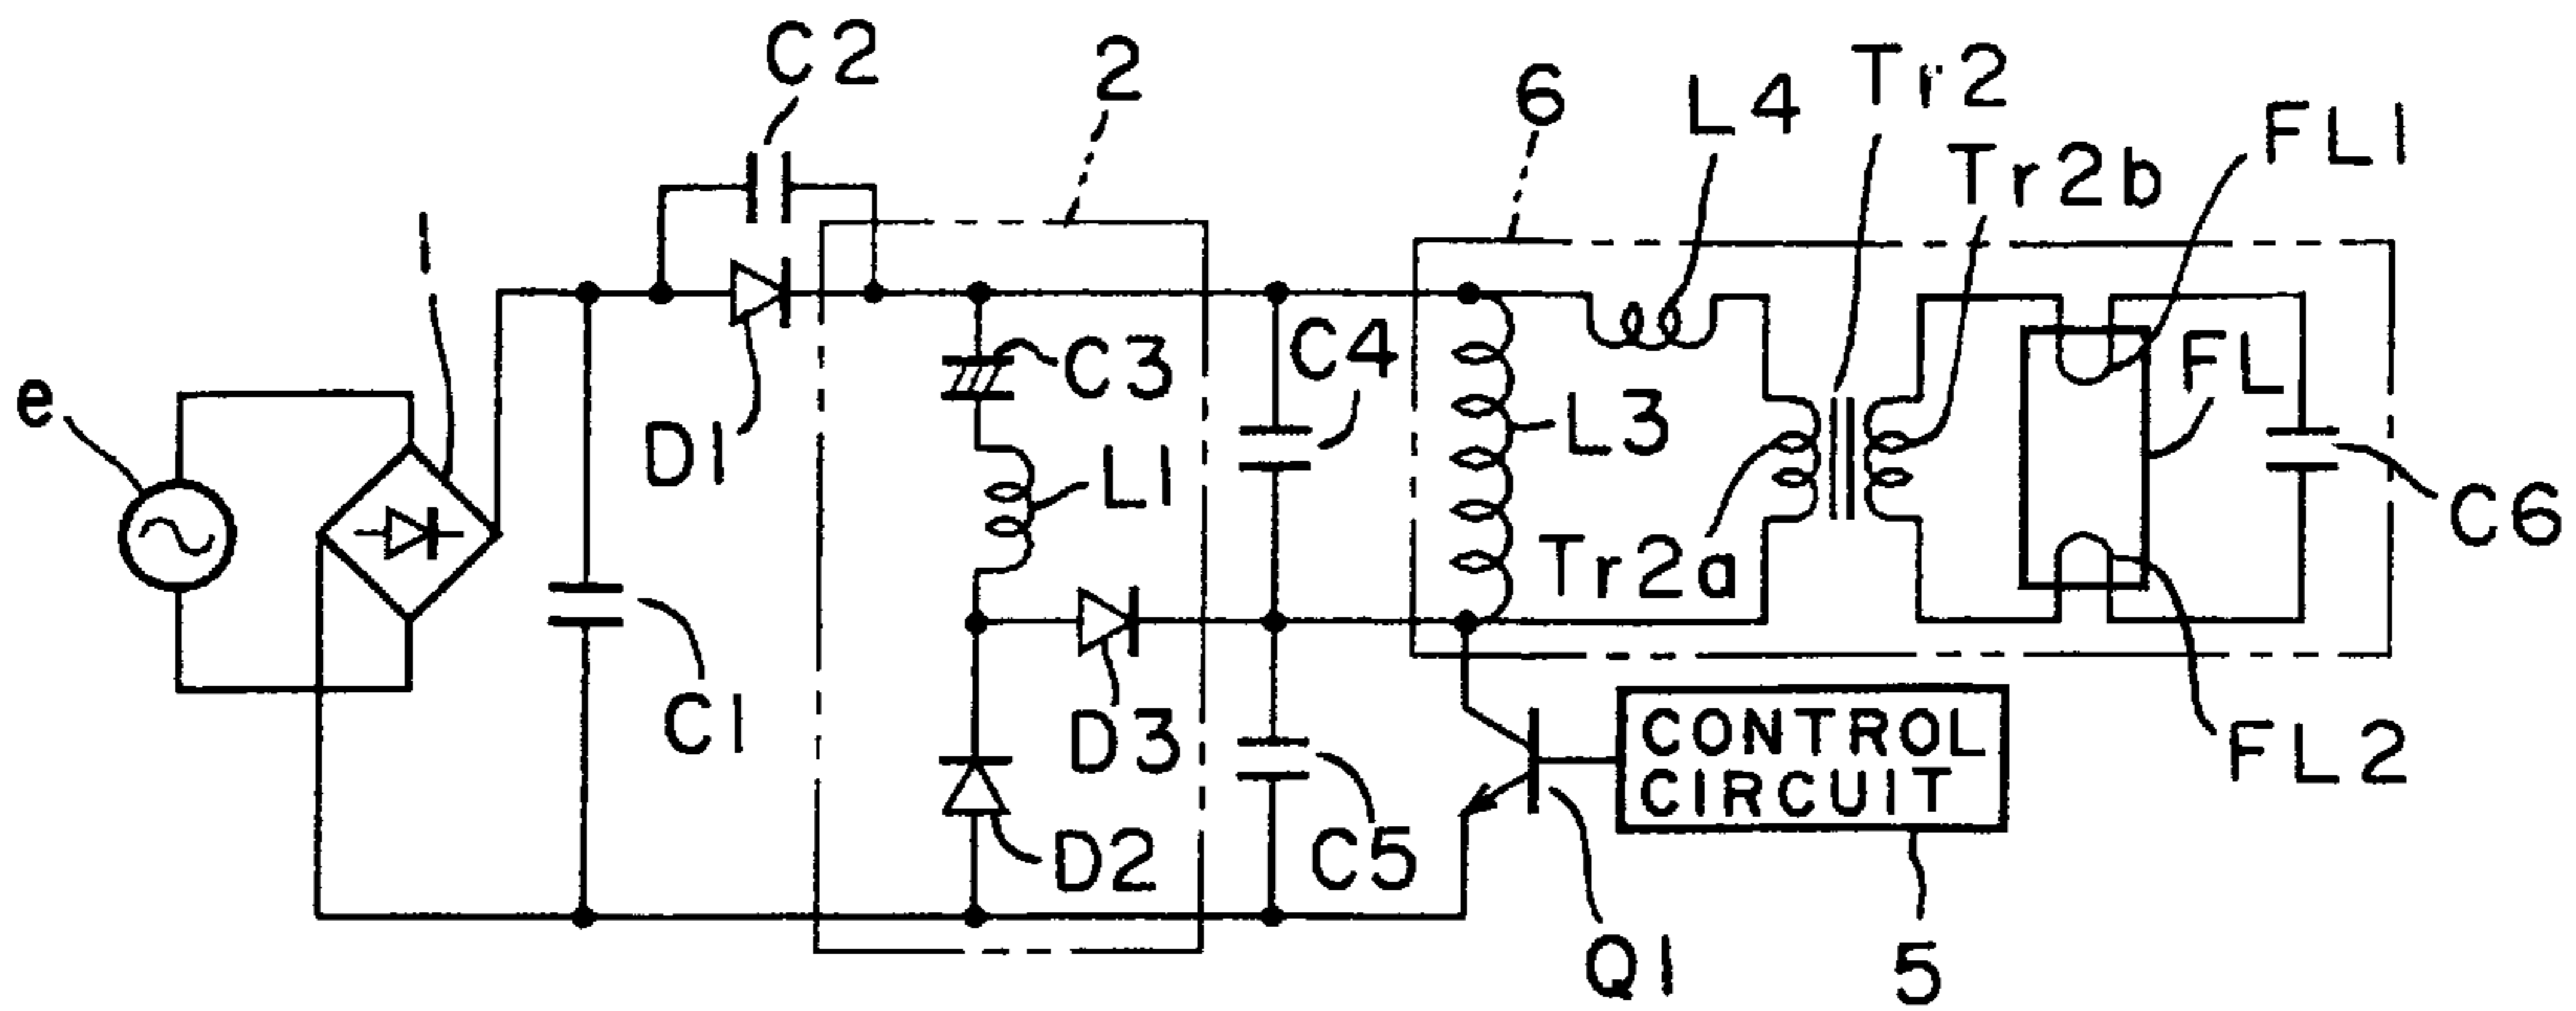 C2
2
6
L4
Tr2
FL1
Tr2b
1
e
D1
C3
C4
L3
FL
L1
Tr2a
C6
C1
D3
CONTROL
CIRCUIT
FL2
D2
C5
Q1
5